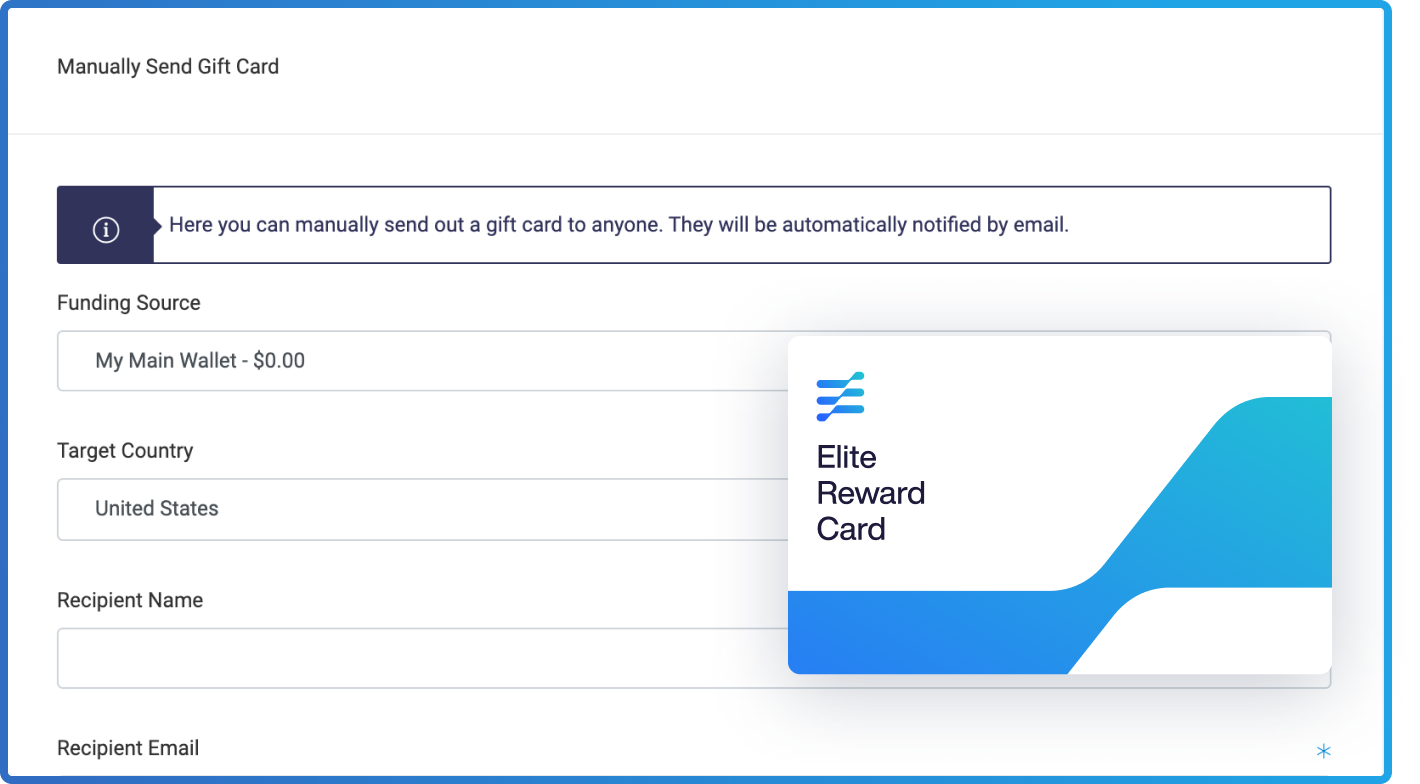 Manually Send Gift Card
Here you can manually send out a gift card to anyone. They will be automatically notified by email.
Funding Source
My Main Wallet - $0.00
Target Country
United States
Elite
Reward
Card
Recipient Name
Recipient Email